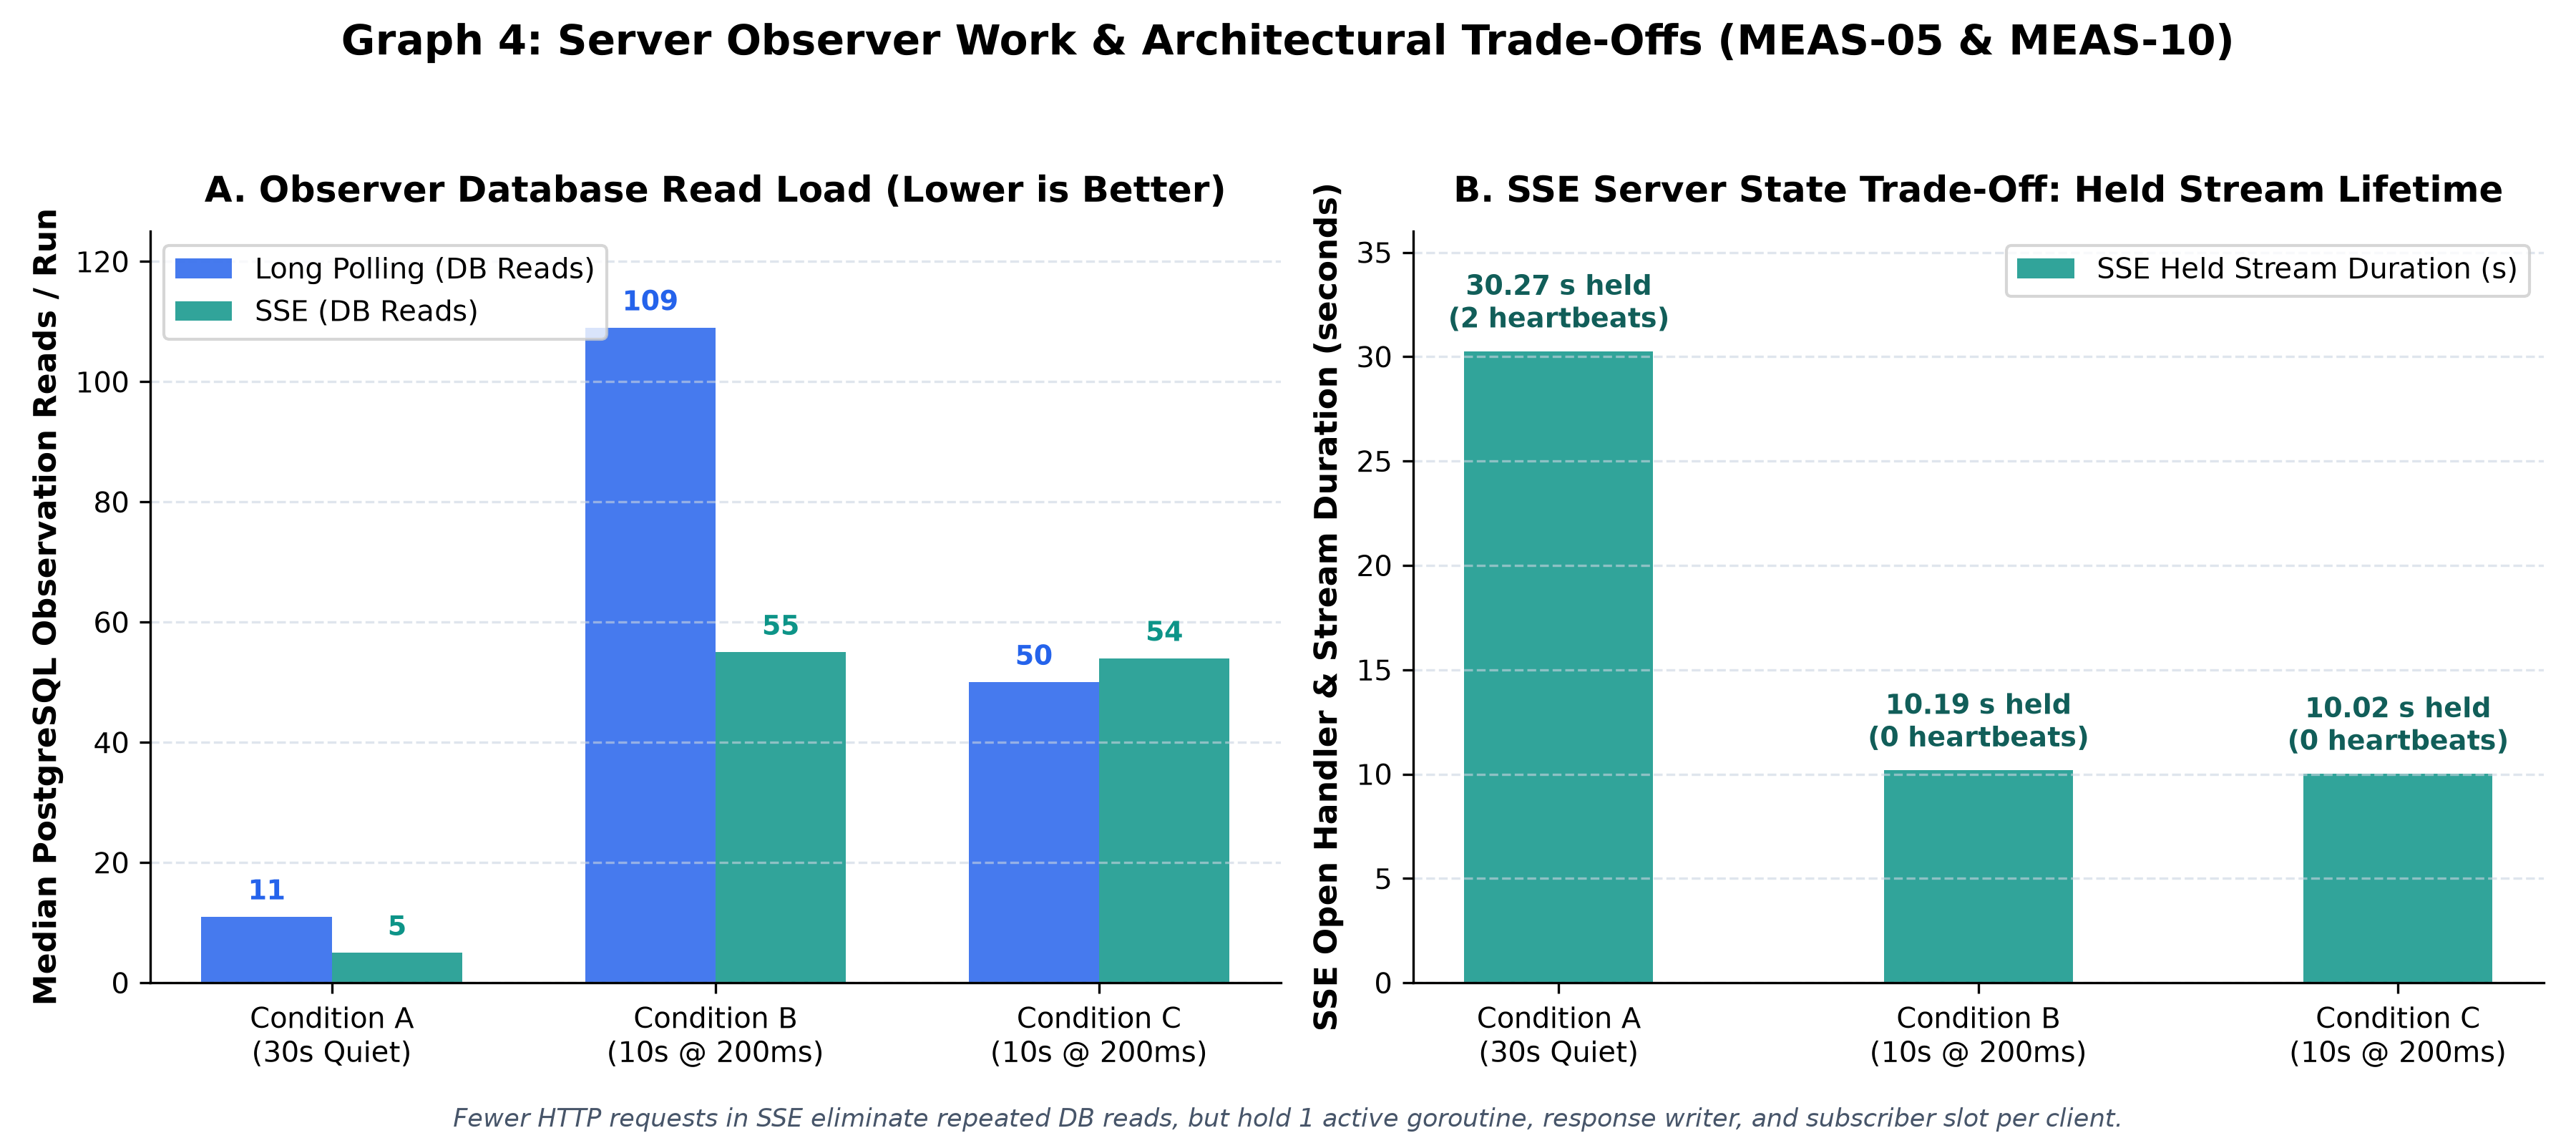 Graph 4: Server Observer Work & Architectural Trade-Offs (MEAS-05 & MEAS-10)
A. Observer Database Read Load (Lower is Better)
Median PostgreSQL Observation Reads / Run
120
100
80
60
40
20
0
Long Polling (DB Reads)
SSE (DB Reads)
11
5
109
55
50
54
Condition A
(30s Quiet)
Condition B
(10s @ 200ms)
Condition C
(10s @ 200ms)
B. SSE Server State Trade-Off: Held Stream Lifetime
SSE Open Handler & Stream Duration (seconds)
35
30
25
20
15
10
5
0
SSE Held Stream Duration (s)
30.27 s held
(2 heartbeats)
10.19 s held
(0 heartbeats)
10.02 s held
(0 heartbeats)
Condition A
(30s Quiet)
Condition B
(10s @ 200ms)
Condition C
(10s @ 200ms)
Fewer HTTP requests in SSE eliminate repeated DB reads, but hold 1 active goroutine, response writer, and subscriber slot per client.